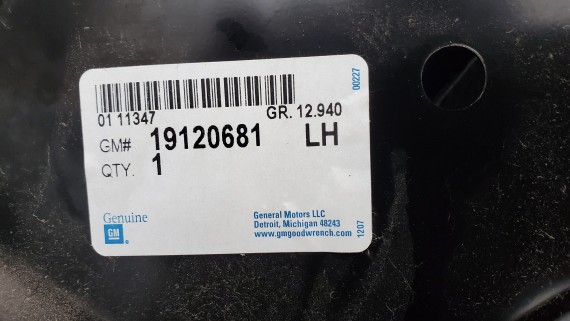 01 11347 GR. 12.940
GM# 19120681 LH
QTY. 1
Genuine
GM
General Motors LLC
Detroit, Michigan 48243
www.gmgoodwrench.com
00227
1207